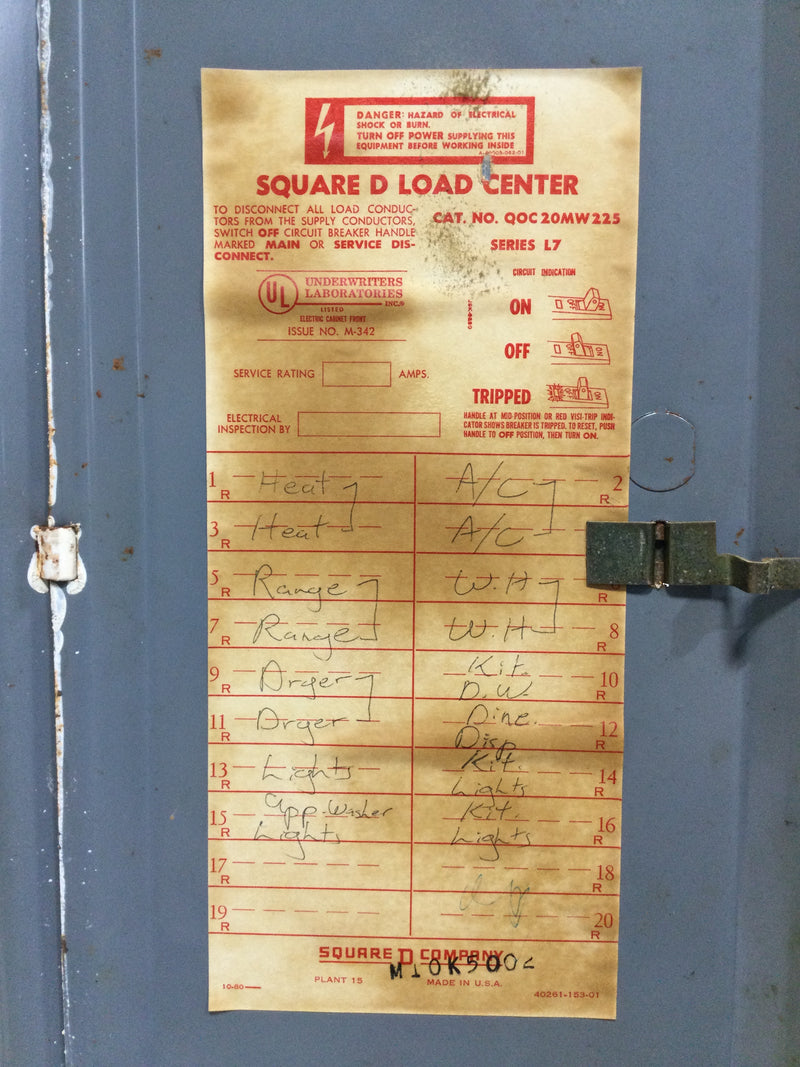 DANGER: HAZARD OF ELECTRICAL
SHOCK OR BURN.
TURN OFF POWER SUPPLYING THIS
EQUIPMENT BEFORE WORKING INSIDE
SQUARE D LOAD CENTER
TO DISCONNECT ALL LOAD CONDUC-
TORS FROM THE SUPPLY CONDUCTORS,
SWITCH OFF CIRCUIT BREAKER HANDLE
MARKED MAIN OR SERVICE DIS-
CONNECT.
CAT. NO. QOC20MW225
SERIES L7
UL
UNDERWRITERS
LABORATORIES
INC.®
LISTED
ELECTRIC CABINET FRONT
ISSUE NO. M-342
CIRCUIT INDICATION
ON
OFF
TRIPPED
HANDLE AT MID-POSITION OR RED VISI-TRIP INDI-
CATOR SHOWS BREAKER IS TRIPPED. TO RESET, PUSH
HANDLE TO OFF POSITION, THEN TURN ON.
SERVICE RATING AMPS.
ELECTRICAL
INSPECTION BY
1 R Heat
A/C 2 R
3 R Heat
A/C
5 R Range
W.H R
7 R Range
W.H 8 R
9 R Dryer
Kit.
D.W. 10 R
11 R Dryer
Dine.
Disp 12 R
13 R Lights
Kit.
Lights 14 R
15 R App. Washer
Lights
Kit.
Lights 16 R
17 R
18 R
19 R
20 R
SQUARE D COMPANY
PLANT 15
MADE IN U.S.A.
10-80
40261-153-01